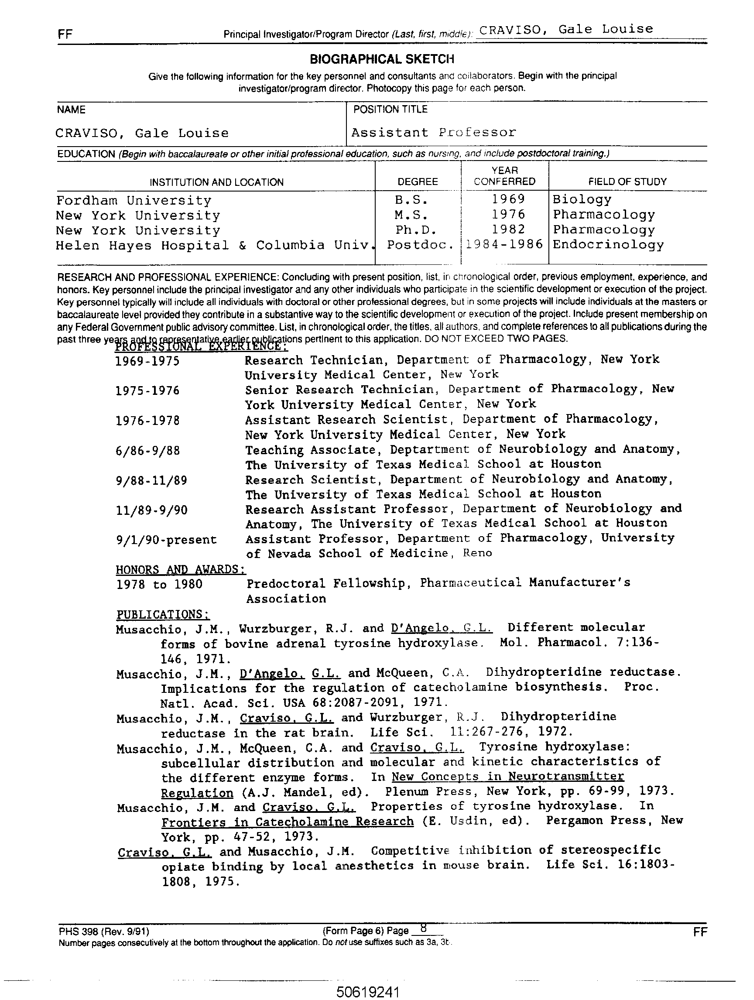 FF
Principal Investigator/Program Director (Last, first, middle): CRAVISO, Gale Louise
BIOGRAPHICAL SKETCH
Give the following information for the key personnel and consultants and collaborators. Begin with the principal
investigator/program director. Photocopy this page for each person.
NAME
POSITION TITLE
CRAVISO, Gale Louise
Assistant Professor
EDUCATION (Begin with baccalaureate or other initial professional education, such as nursing, and include postdoctoral training.)
INSTITUTION AND LOCATION DEGREE YEAR CONFERRED FIELD OF STUDY
Fordham University B.S. 1969 Biology
New York University M.S. 1976 Pharmacology
New York University Ph.D. 1982 Pharmacology
Helen Hayes Hospital & Columbia Univ. Postdoc. 1984-1986 Endocrinology
RESEARCH AND PROFESSIONAL EXPERIENCE: Concluding with present position, list, in chronological order, previous employment, experience, and
honors. Key personnel include the principal investigator and any other individuals who participate in the scientific development or execution of the project.
Key personnel typically will include all individuals with doctoral or other professional degrees, but in some projects will include individuals at the masters or
baccalaureate level provided they contribute in a substantive way to the scientific development or execution of the project. Include present membership on
any Federal Government public advisory committee. List, in chronological order, the titles, all authors, and complete references to all publications during the
past three years and to representative earlier publications pertinent to this application. DO NOT EXCEED TWO PAGES.
PROFESSIONAL EXPERIENCE:
1969-1975 Research Technician, Department of Pharmacology, New York
University Medical Center, New York
1975-1976 Senior Research Technician, Department of Pharmacology, New
York University Medical Center, New York
1976-1978 Assistant Research Scientist, Department of Pharmacology,
New York University Medical Center, New York
6/86-9/88 Teaching Associate, Deptartment of Neurobiology and Anatomy,
The University of Texas Medical School at Houston
9/88-11/89 Research Scientist, Department of Neurobiology and Anatomy,
The University of Texas Medical School at Houston
11/89-9/90 Research Assistant Professor, Department of Neurobiology and
Anatomy, The University of Texas Medical School at Houston
9/1/90-present Assistant Professor, Department of Pharmacology, University
of Nevada School of Medicine, Reno
HONORS AND AWARDS:
1978 to 1980 Predoctoral Fellowship, Pharmaceutical Manufacturer's
Association
PUBLICATIONS:
Musacchio, J.M., Wurzburger, R.J. and D'Angelo, G.L. Different molecular
forms of bovine adrenal tyrosine hydroxylase. Mol. Pharmacol. 7:136-
146, 1971.
Musacchio, J.M., D'Angelo, G.L. and McQueen, C.A. Dihydropteridine reductase.
Implications for the regulation of catecholamine biosynthesis. Proc.
Natl. Acad. Sci. USA 68:2087-2091, 1971.
Musacchio, J.M., Craviso, G.L. and Wurzburger, R.J. Dihydropteridine
reductase in the rat brain. Life Sci. 11:267-276, 1972.
Musacchio, J.M., McQueen, C.A. and Craviso, G.L. Tyrosine hydroxylase:
subcellular distribution and molecular and kinetic characteristics of
the different enzyme forms. In New Concepts in Neurotransmitter
Regulation (A.J. Mandel, ed). Plenum Press, New York, pp. 69-99, 1973.
Musacchio, J.M. and Craviso, G.L. Properties of tyrosine hydroxylase. In
Frontiers in Catecholamine Research (E. Usdin, ed). Pergamon Press, New
York, pp. 47-52, 1973.
Craviso, G.L. and Musacchio, J.M. Competitive inhibition of stereospecific
opiate binding by local anesthetics in mouse brain. Life Sci. 16:1803-
1808, 1975.
PHS 398 (Rev. 9/91) (Form Page 6) Page 8 FF
Number pages consecutively at the bottom throughout the application. Do not use suffixes such as 3a, 3b.
50619241